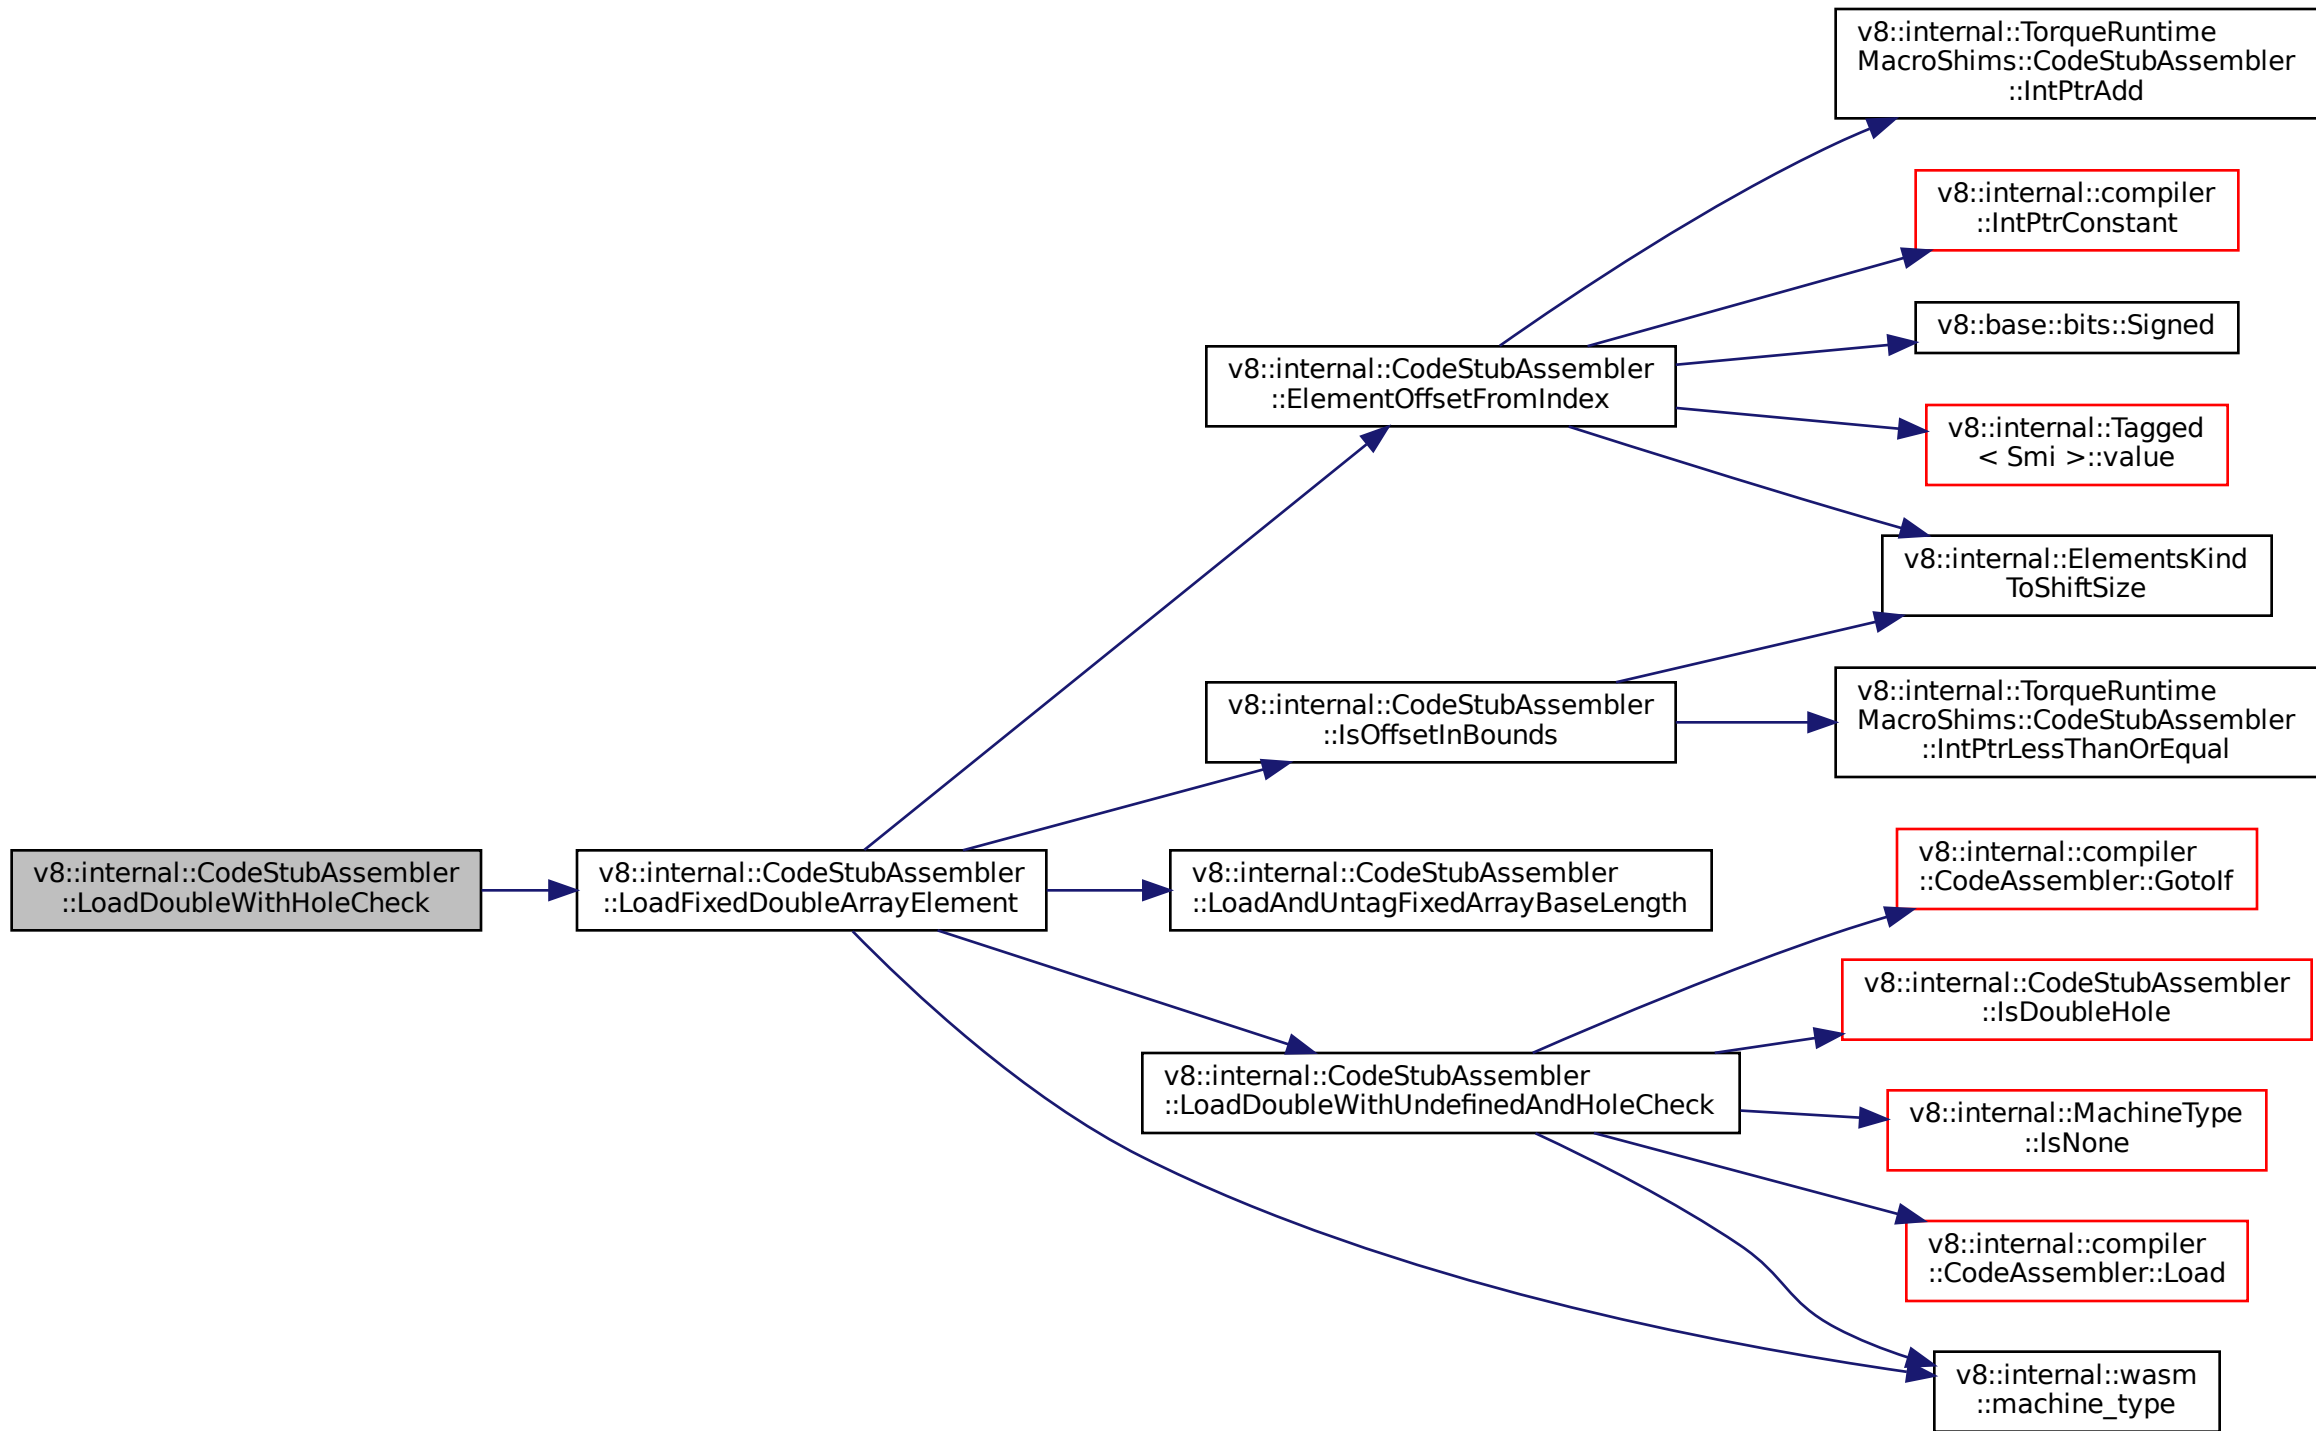 v8::internal::TorqueRuntime
MacroShims::CodeStubAssembler
::IntPtrAdd
v8::internal::compiler
::IntPtrConstant
v8::base::bits::Signed
v8::internal::CodeStubAssembler
::ElementOffsetFromIndex
v8::internal::Tagged
< Smi >::value
v8::internal::ElementsKind
ToShiftSize
v8::internal::CodeStubAssembler
::IsOffsetInBounds
v8::internal::TorqueRuntime
MacroShims::CodeStubAssembler
::IntPtrLessThanOrEqual
v8::internal::CodeStubAssembler
::LoadDoubleWithHoleCheck
v8::internal::CodeStubAssembler
::LoadFixedDoubleArrayElement
v8::internal::CodeStubAssembler
::LoadAndUntagFixedArrayBaseLength
v8::internal::compiler
::CodeAssembler::GotoIf
v8::internal::CodeStubAssembler
::IsDoubleHole
v8::internal::CodeStubAssembler
::LoadDoubleWithUndefinedAndHoleCheck
v8::internal::MachineType
::IsNone
v8::internal::compiler
::CodeAssembler::Load
v8::internal::wasm
::machine_type